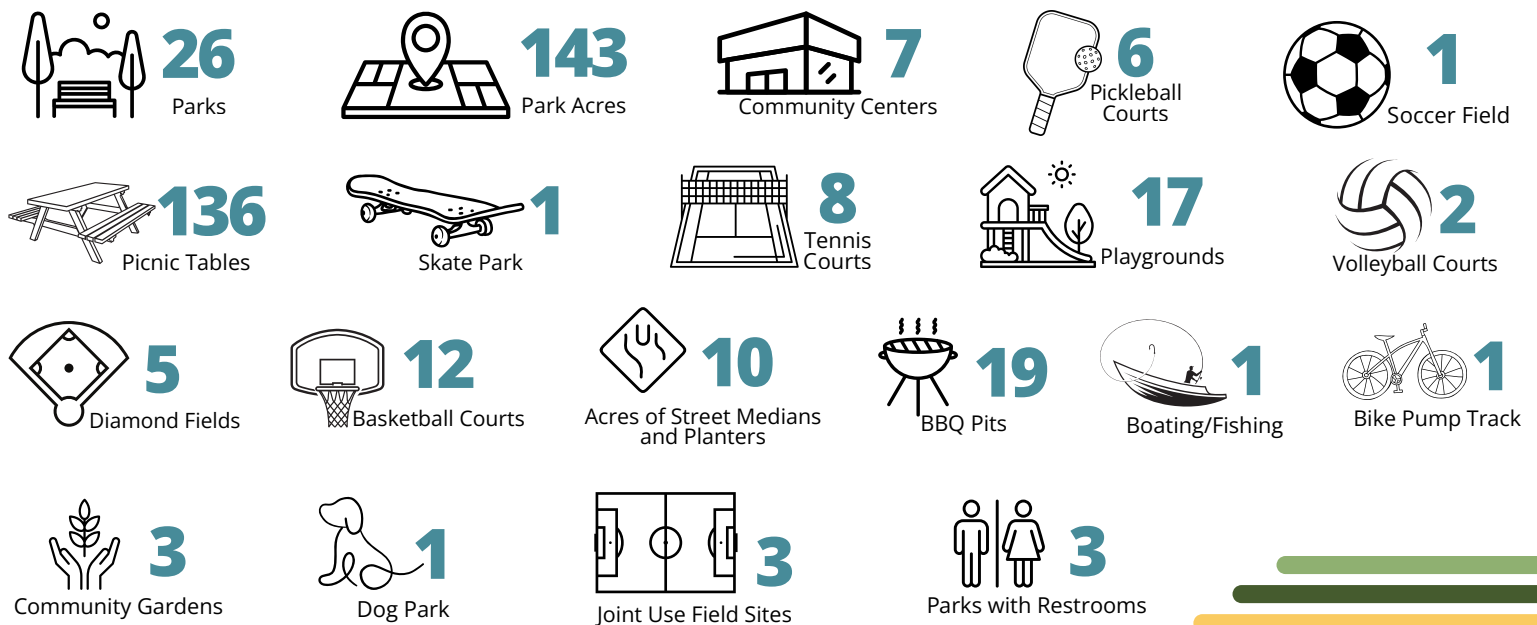 26
Parks
143
Park Acres
7
Community Centers
6
Pickleball
Courts
1
Soccer Field
136
Picnic Tables
1
Skate Park
8
Tennis
Courts
17
Playgrounds
2
Volleyball Courts
5
Diamond Fields
12
Basketball Courts
10
Acres of Street Medians
and Planters
19
BBQ Pits
1
Boating/Fishing
1
Bike Pump Track
3
Community Gardens
1
Dog Park
3
Joint Use Field Sites
3
Parks with Restrooms